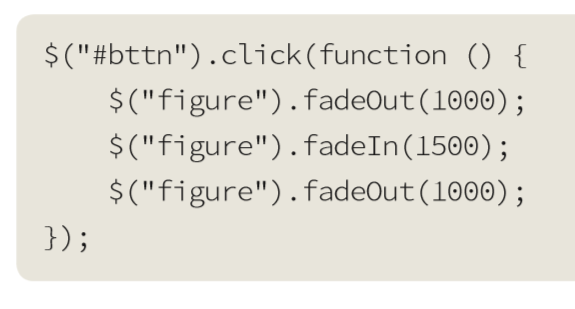 $("#bttn").click(function () {
    $("figure").fadeOut(1000);
    $("figure").fadeIn(1500);
    $("figure").fadeOut(1000);
});